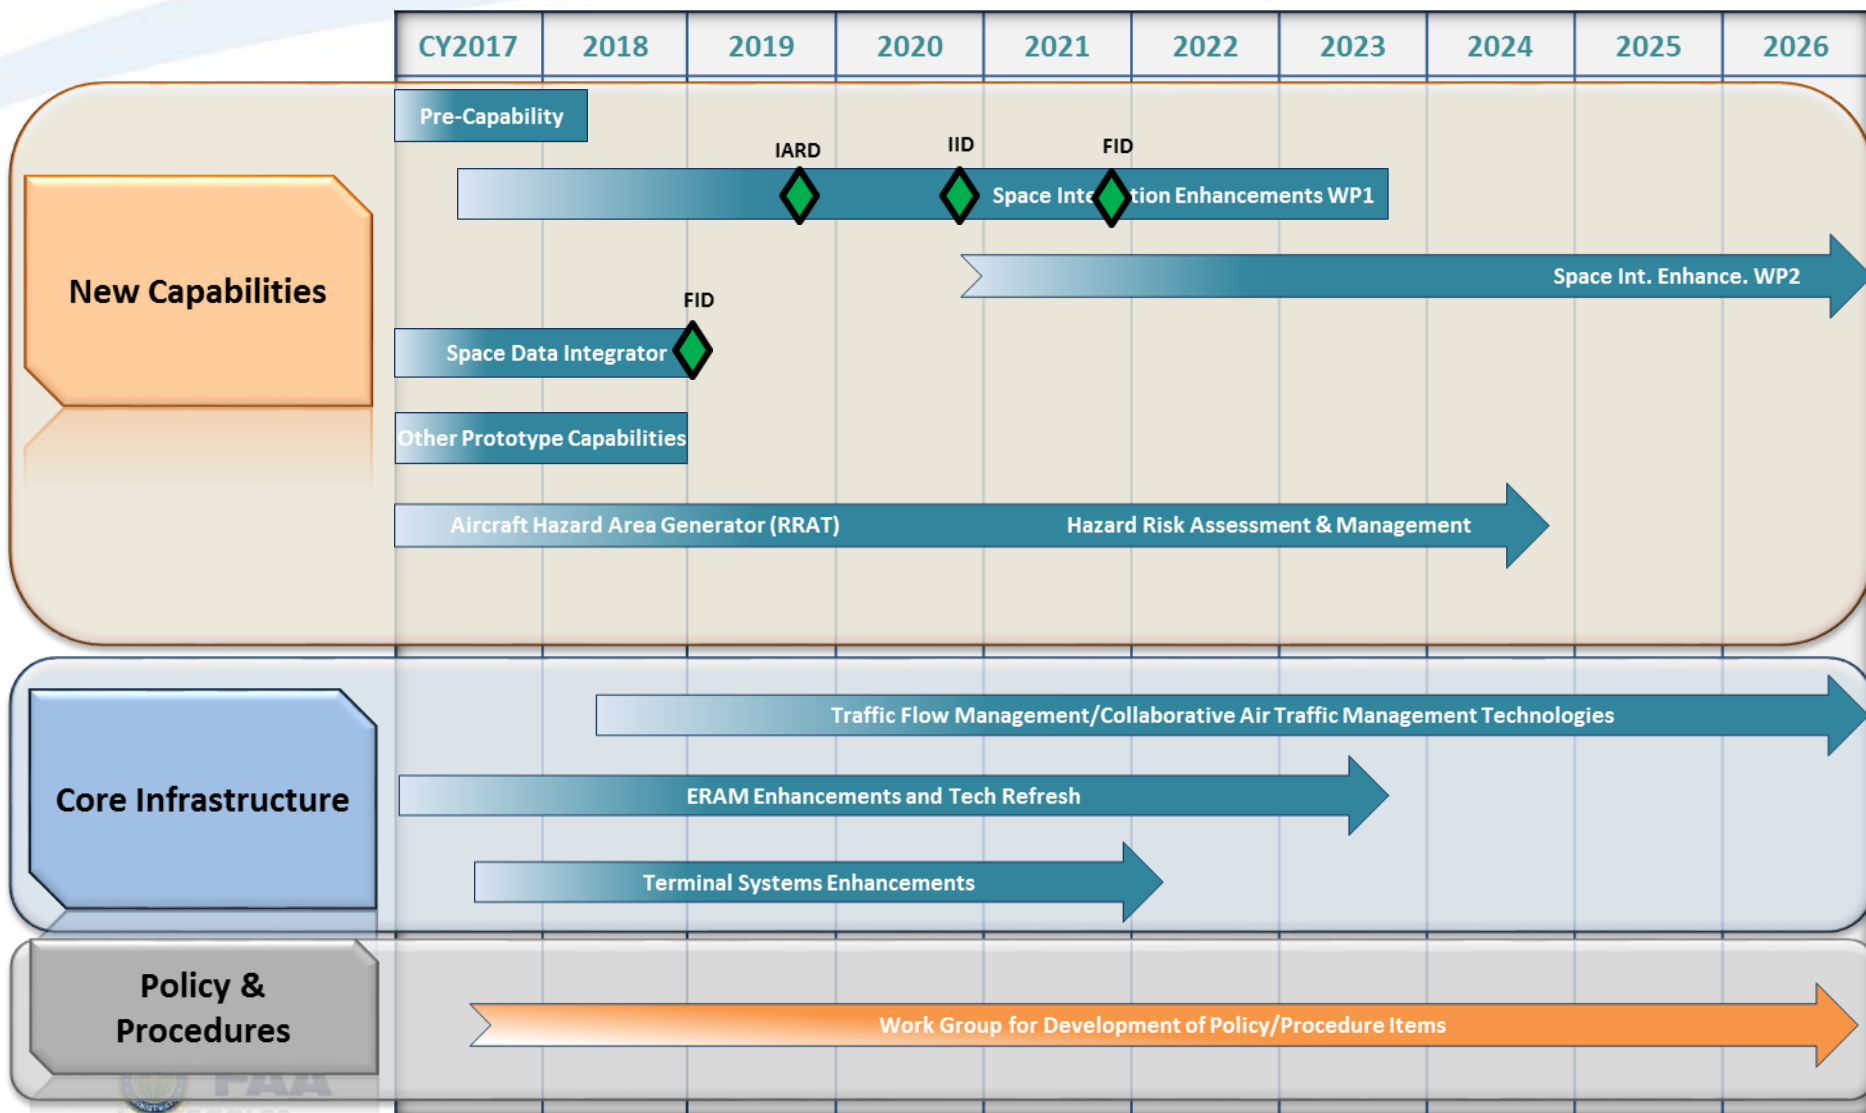 CY2017 2018 2019 2020 2021 2022 2023 2024 2025 2026
Pre-Capability
IARD IID FID
Space Inte tion Enhancements WP1
New Capabilities
Space Int. Enhance. WP2
FID
Space Data Integrator
Other Prototype Capabilities
Aircraft Hazard Area Generator (RRAT) Hazard Risk Assessment & Management
Core Infrastructure
Traffic Flow Management/Collaborative Air Traffic Management Technologies
ERAM Enhancements and Tech Refresh
Terminal Systems Enhancements
Policy &
Procedures
Work Group for Development of Policy/Procedure Items
FAA